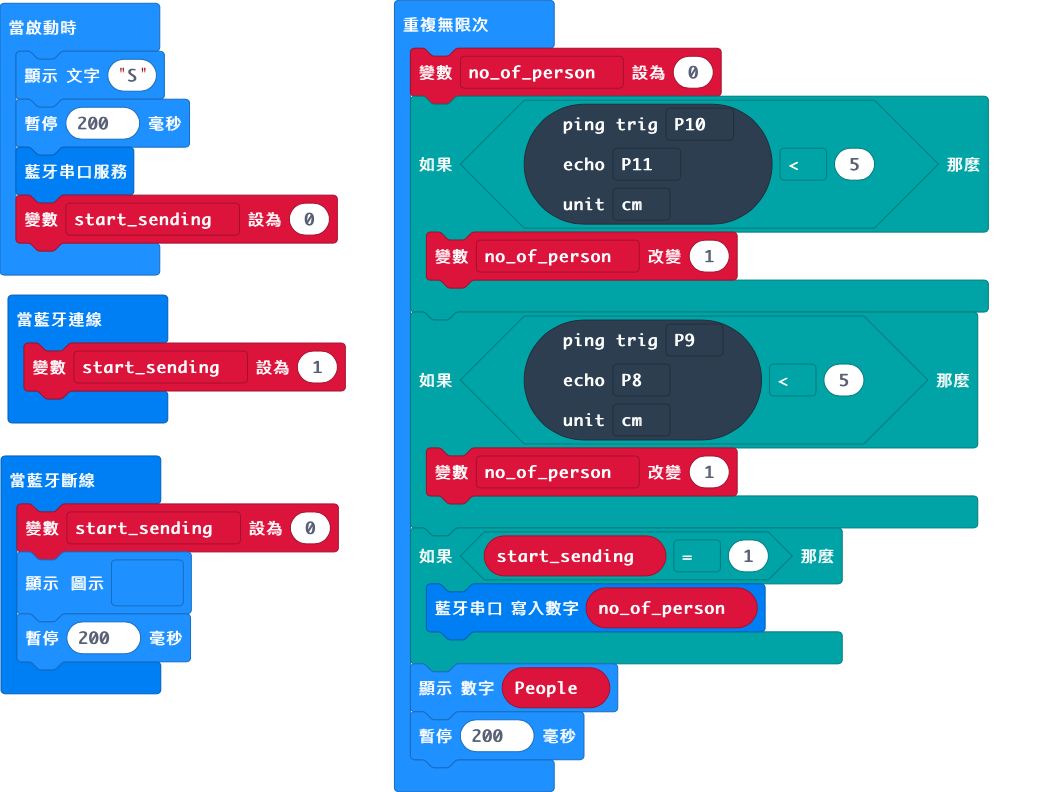 當啟動時
顯示 文字 "S"
暫停 200 毫秒
藍牙串口服務
變數 start_sending 設為 0
當藍牙連線
變數 start_sending 設為 1
當藍牙斷線
變數 start_sending 設為 0
顯示 圖示
暫停 200 毫秒
重複無限次
變數 no_of_person 設為 0
ping trig P10
如果 echo P11 < 5 那麼
unit cm
變數 no_of_person 改變 1
ping trig P9
如果 echo P8 < 5 那麼
unit cm
變數 no_of_person 改變 1
如果 start_sending = 1 那麼
藍牙串口 寫入數字 no_of_person
顯示 數字 People
暫停 200 毫秒